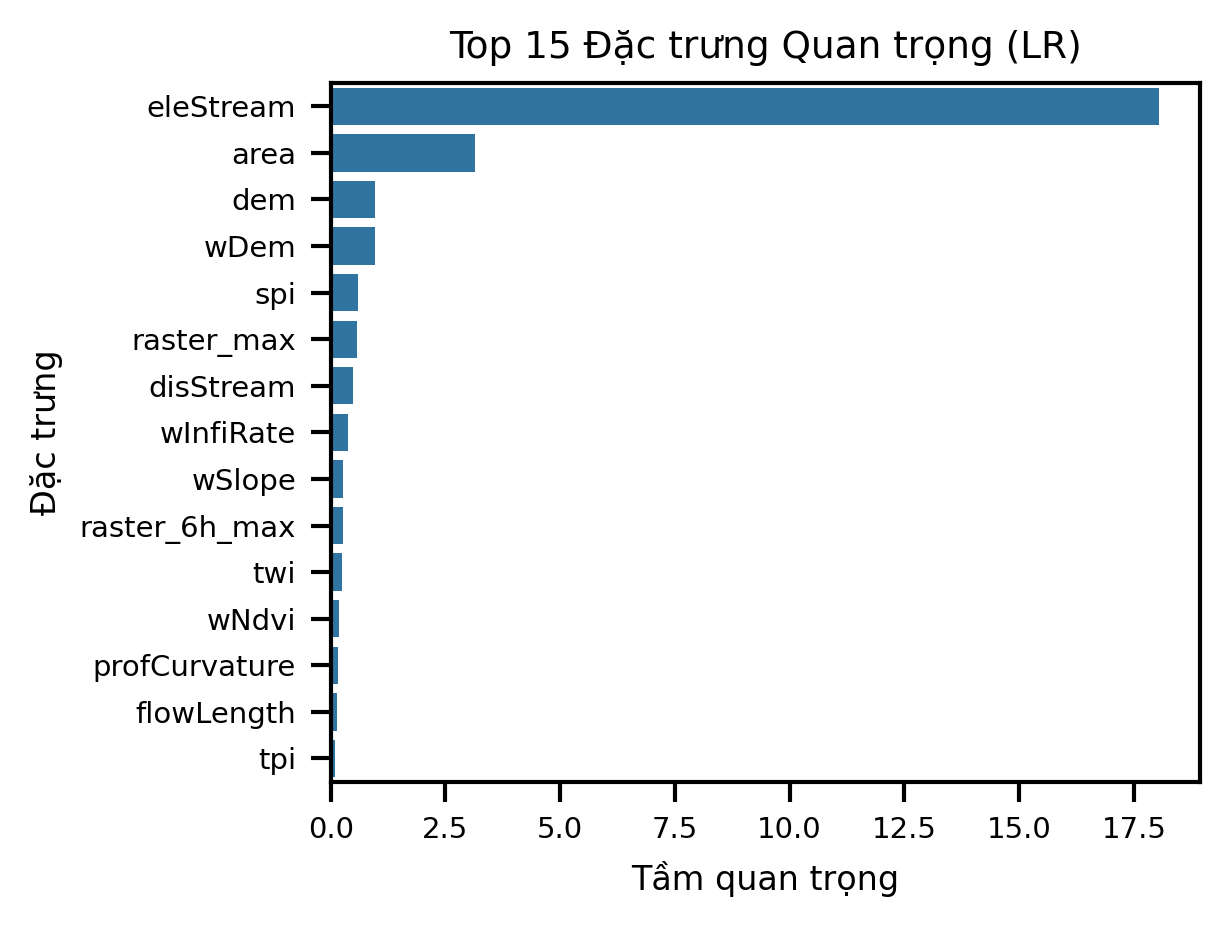 Top 15 Đặc trưng Quan trọng (LR)
Đặc trưng
eleStream
area
dem
wDem
spi
raster_max
disStream
wInfiRate
wSlope
raster_6h_max
twi
wNdvi
profCurvature
flowLength
tpi
0.0 2.5 5.0 7.5 10.0 12.5 15.0 17.5
Tầm quan trọng